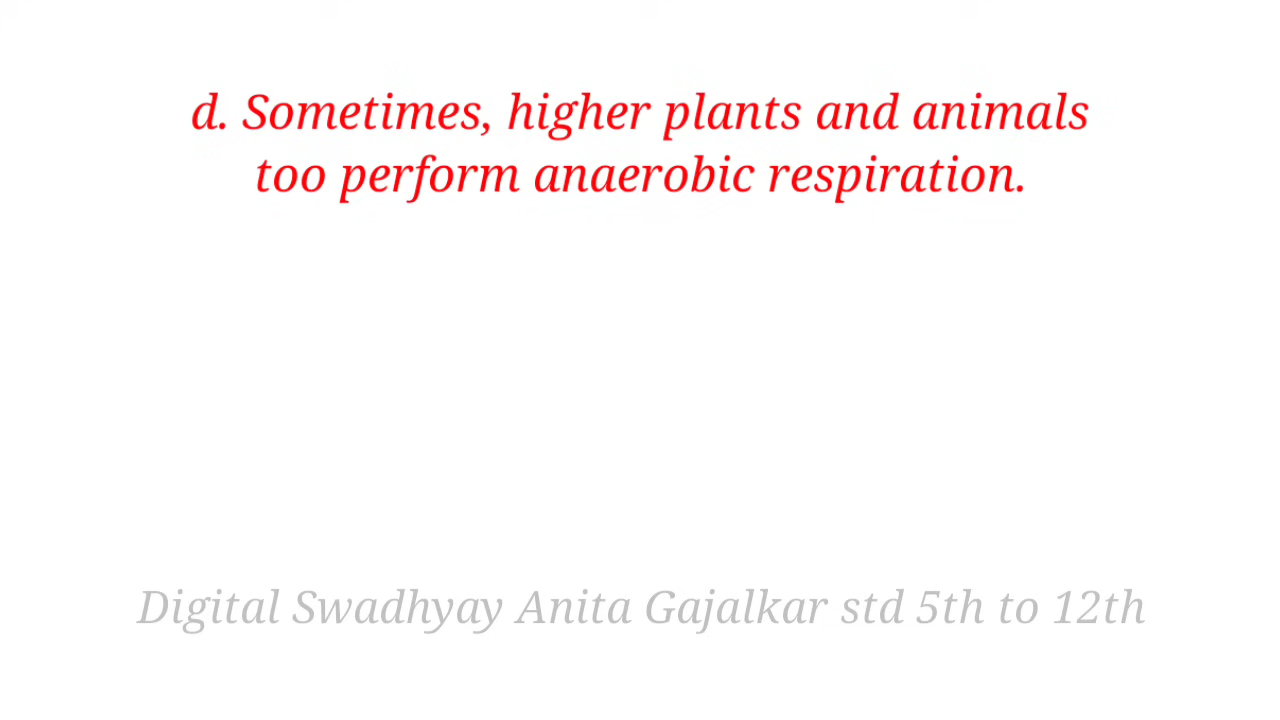 d. Sometimes, higher plants and animals
too perform anaerobic respiration.
Digital Swadhyay Anita Gajalkar std 5th to 12th